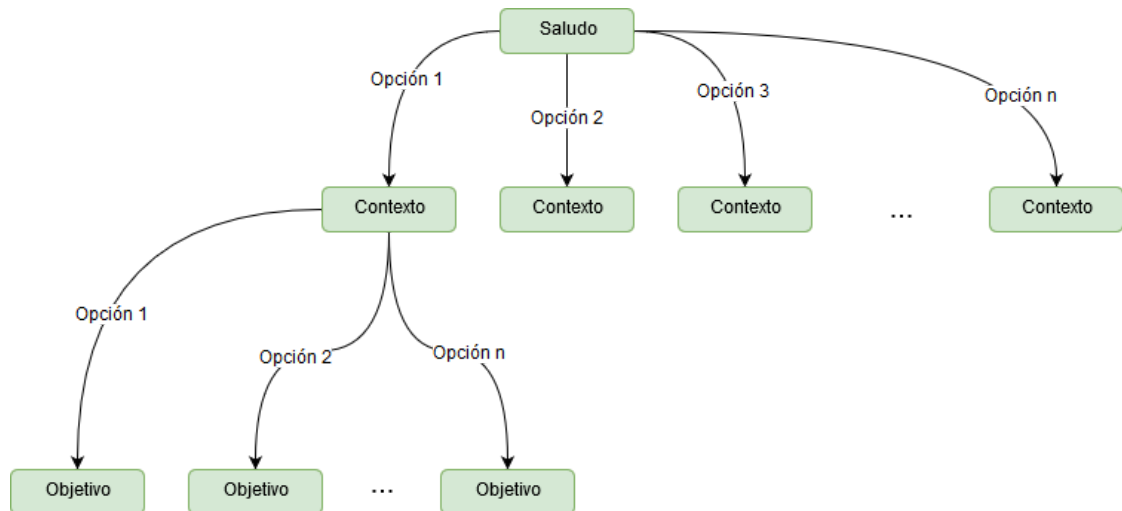 Saludo
Opción 1
Opción 2
Opción 3
Opción n
Contexto
Contexto
Contexto
...
Contexto
Opción 1
Opción 2
Opción n
Objetivo
Objetivo
...
Objetivo